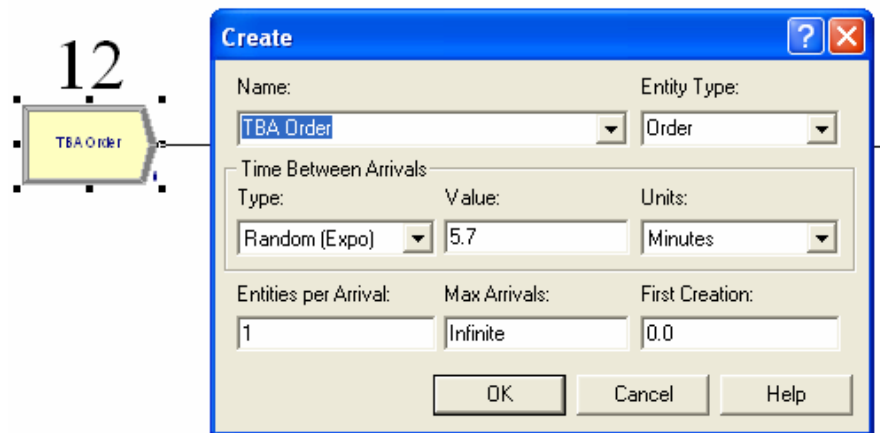 12
TBA Order
Create
Name: Entity Type:
TBA Order Order
Time Between Arrivals
Type: Value: Units:
Random (Expo) 5.7 Minutes
Entities per Arrival: Max Arrivals: First Creation:
1 Infinite 0.0
OK Cancel Help